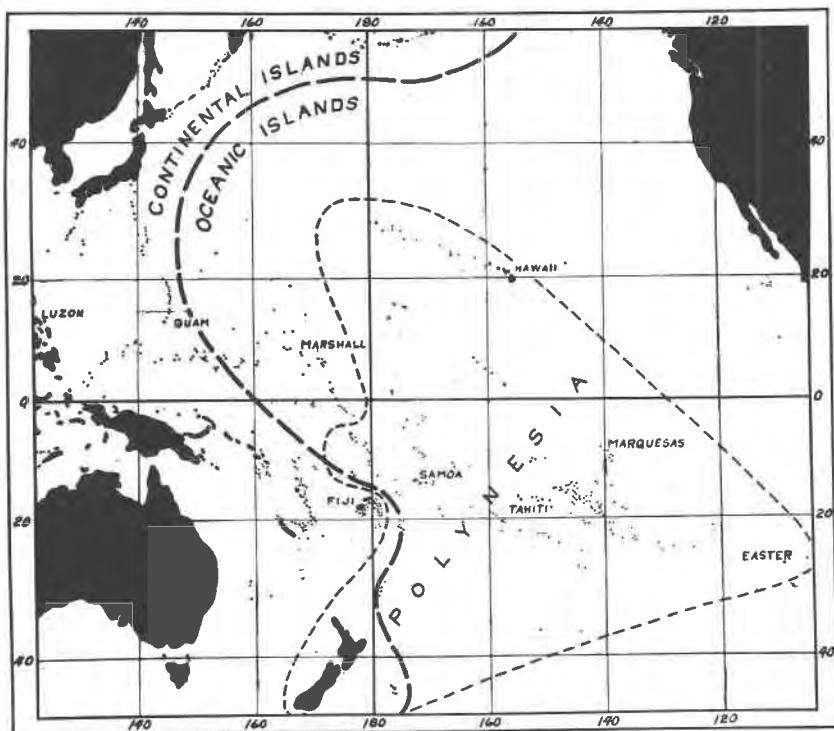 140 160 180 160 140 120
CONTINENTAL ISLANDS
OCEANIC ISLANDS
40 40
20 HAWAII 20
LUZON
GUAM
MARSHALL
0 0
POLYNESIA
MARQUESAS
SAMOA
FIJI TAHITI
20 20
EASTER
40 40
140 160 180 160 140 120